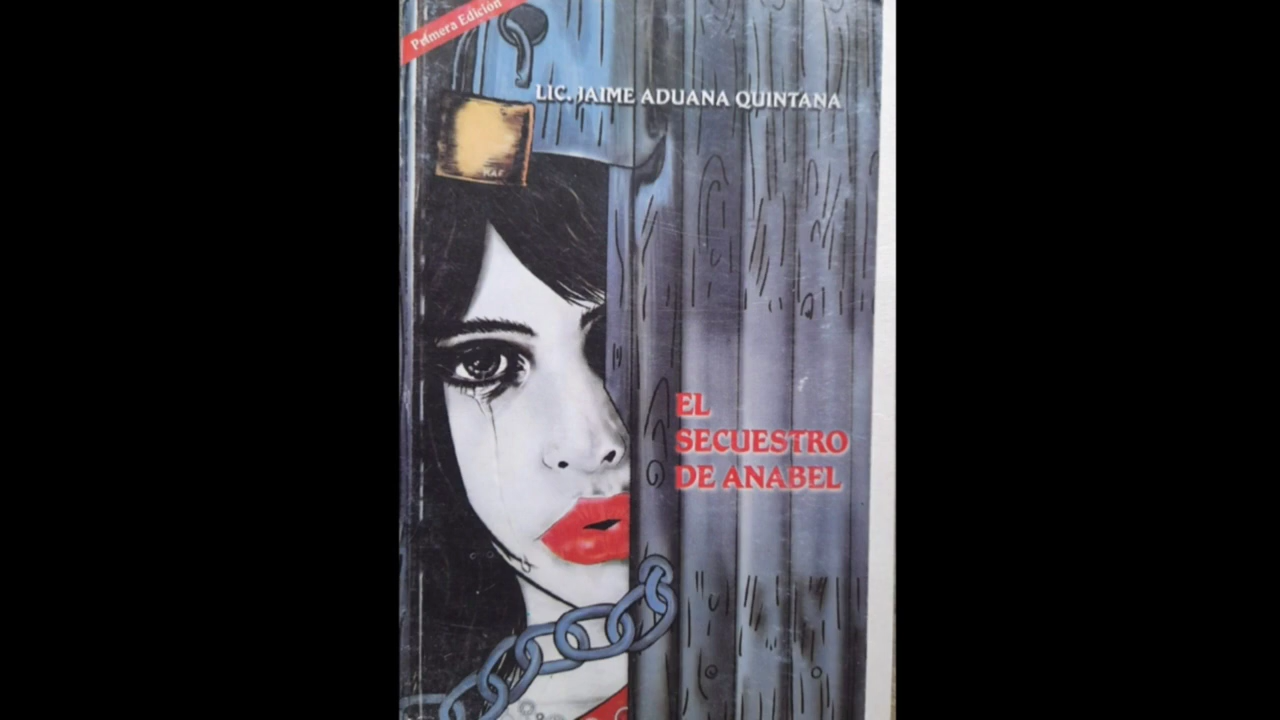 Primera Edición
LIC. JAIME ADUANA QUINTANA
EL
SECUESTRO
DE ANABEL